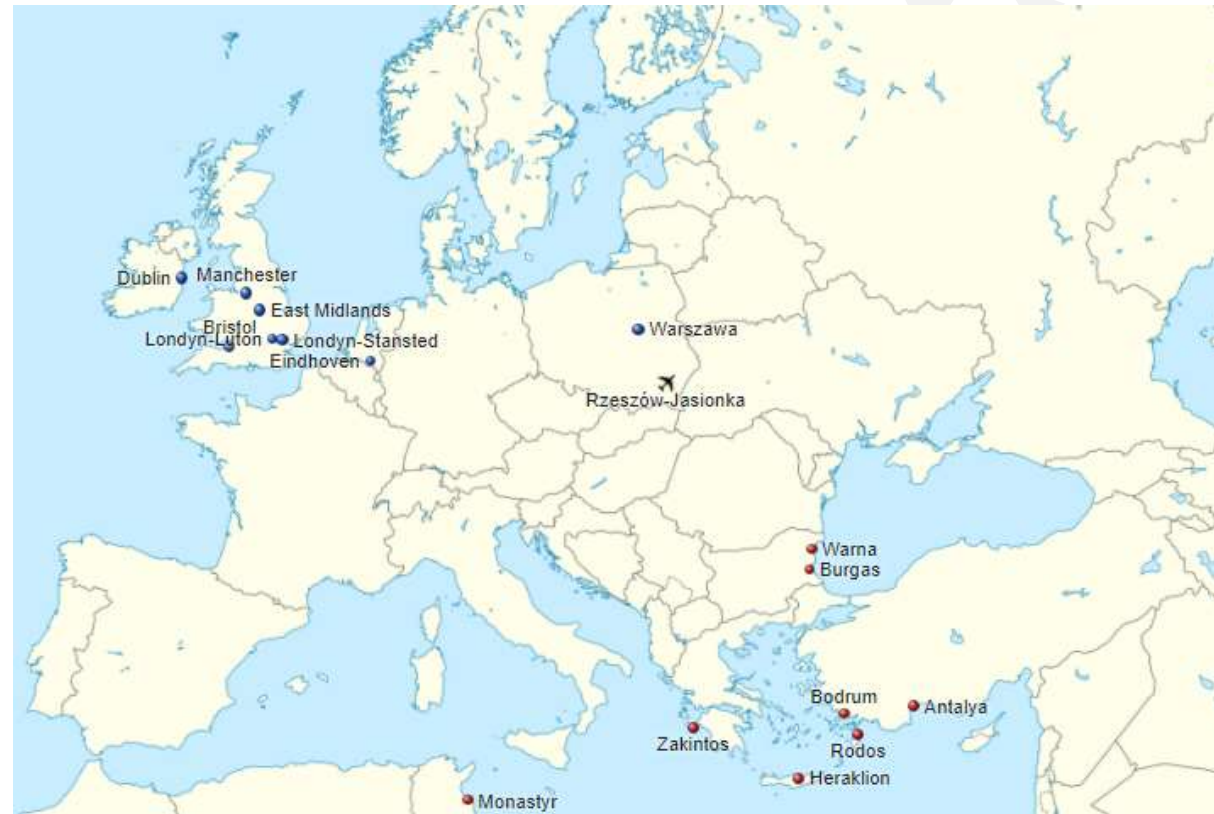 Dublin
Manchester
East Midlands
Bristol
Londyn-Luton
Londyn-Stansted
Eindhoven
Warszawa
Rzeszów-Jasionka
Warna
Burgas
Bodrum
Antalya
Zakintos
Rodos
Heraklion
Monastyr